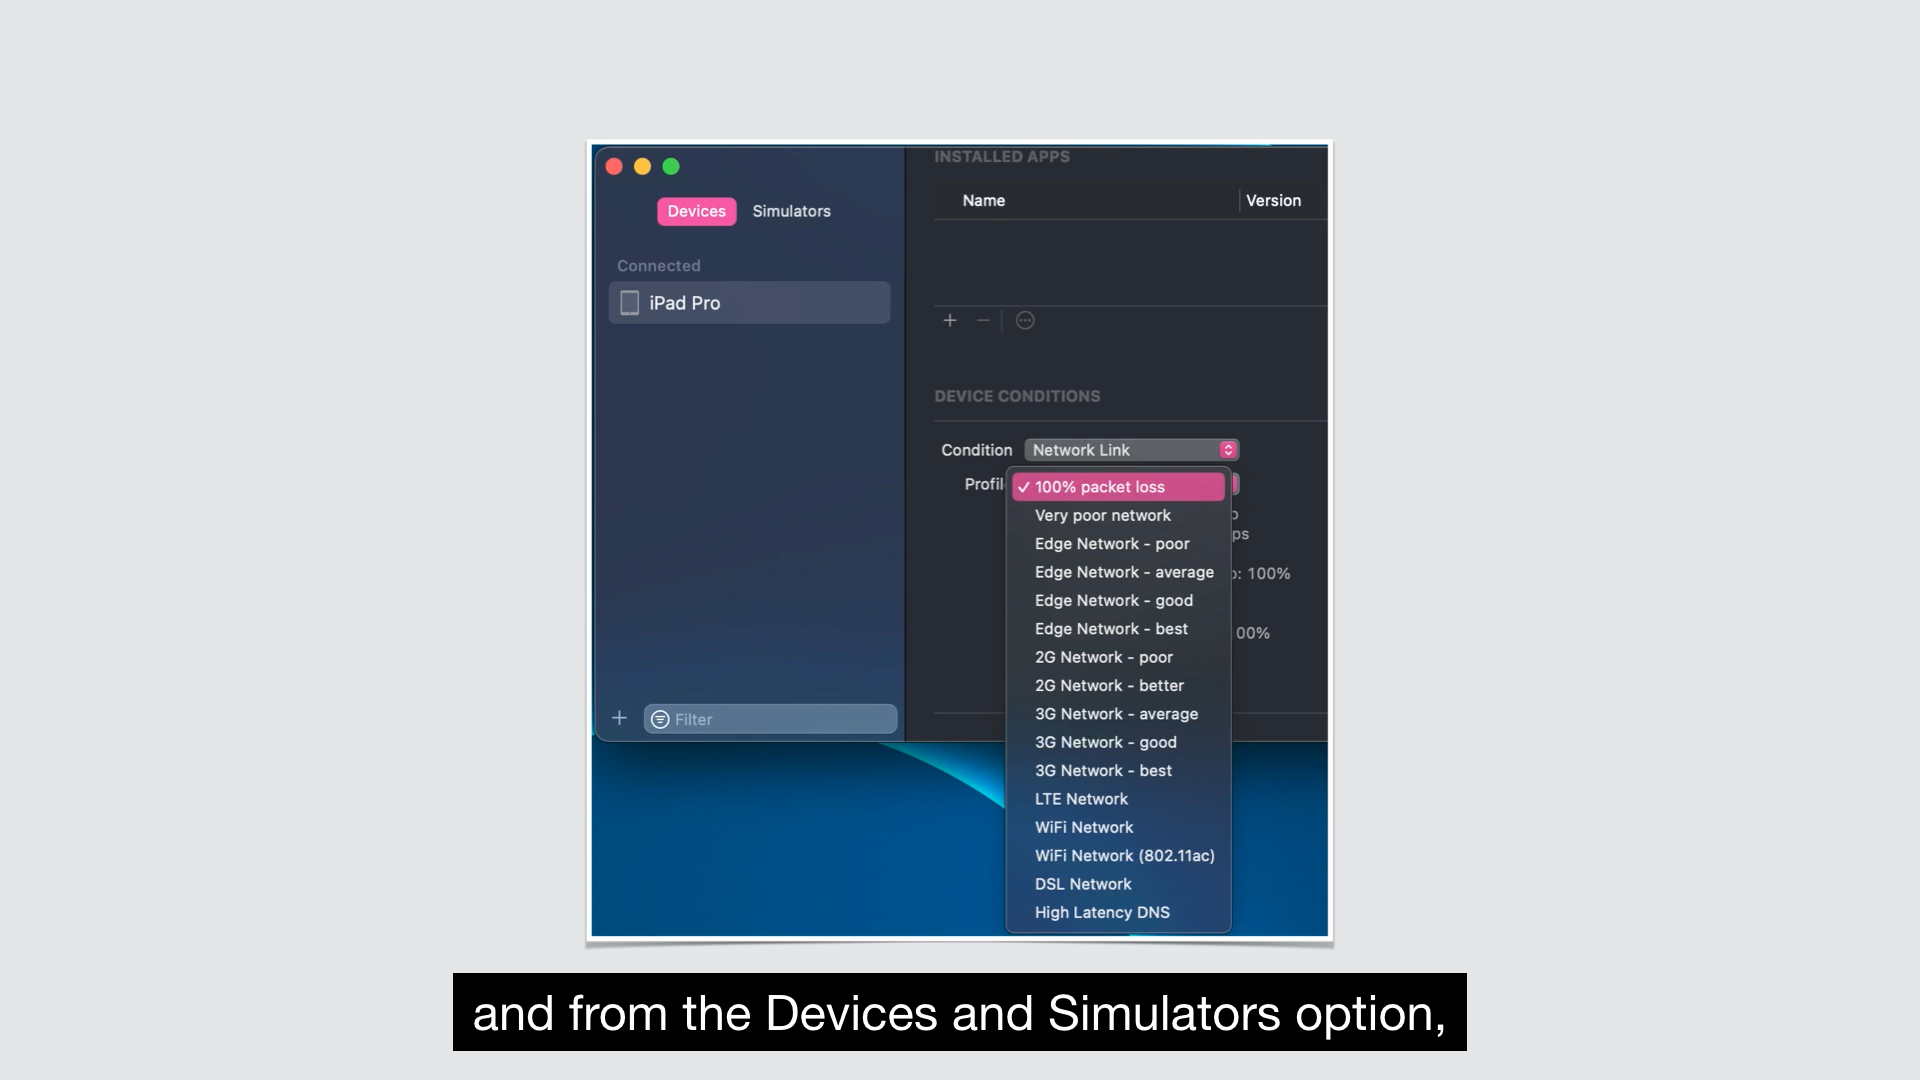 INSTALLED APPS
Name
Version
Devices
Simulators
Connected
iPad Pro
DEVICE CONDITIONS
Condition
Network Link
100% packet loss
Very poor network
Edge Network - poor
Edge Network - average
: 100%
Edge Network - good
Edge Network - best
00%
2G Network - poor
2G Network - better
3G Network - average
3G Network - good
3G Network - best
LTE Network
WiFi Network
WiFi Network (802.11ac)
DSL Network
High Latency DNS
Filter
and from the Devices and Simulators option,